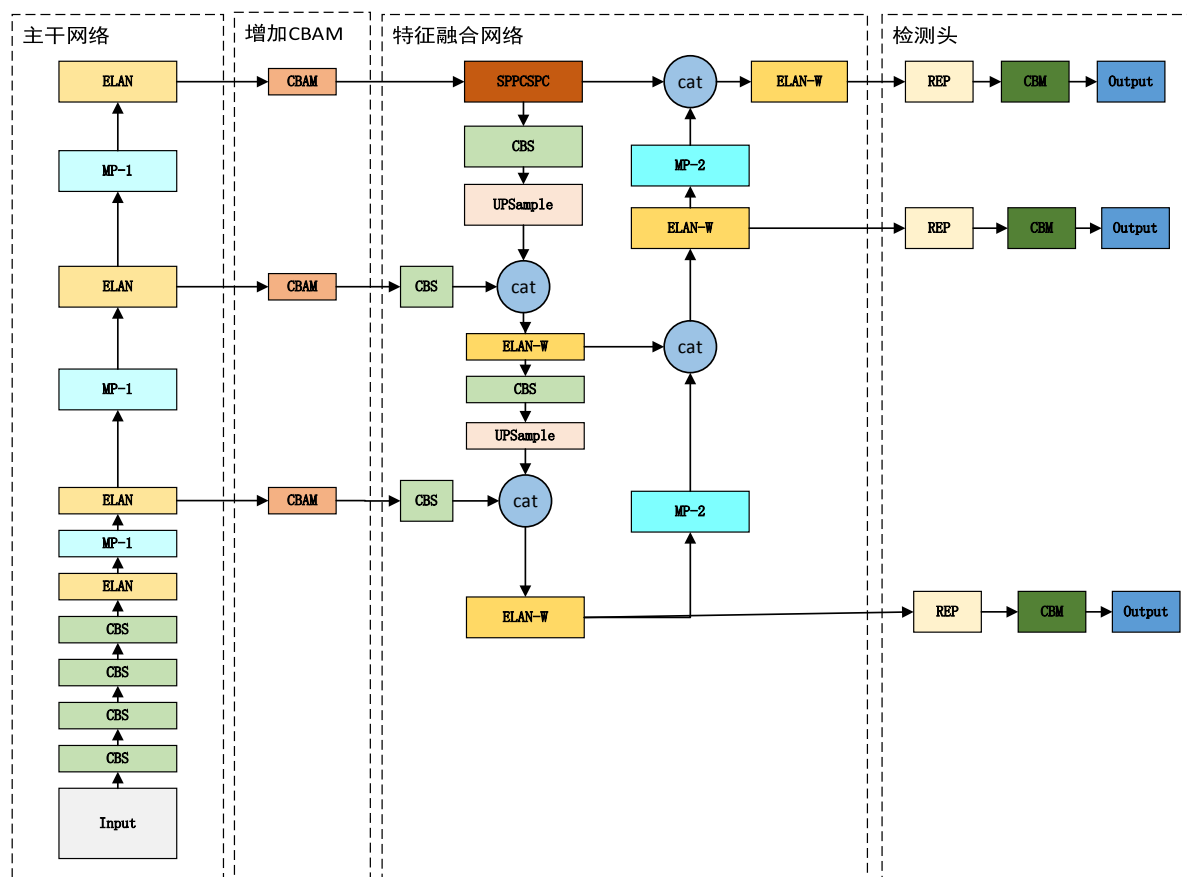 主干网络
增加CBAM
特征融合网络
检测头
ELAN
CBAM
SPPCSPC
cat
ELAN-W
REP
CBM
Output
CBS
MP-1
MP-2
UPSample
ELAN-W
REP
CBM
Output
ELAN
CBAM
CBS
cat
ELAN-W
cat
MP-1
CBS
UPSample
ELAN
CBAM
CBS
cat
MP-2
MP-1
ELAN
ELAN-W
REP
CBM
Output
CBS
CBS
CBS
CBS
Input